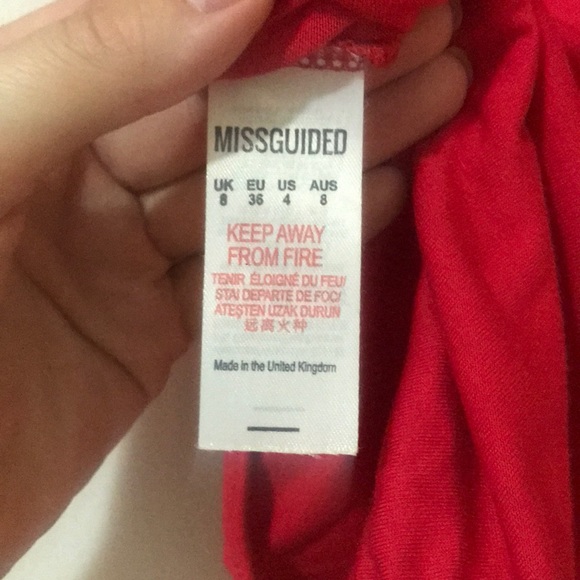 MISSGUIDED
UK EU US AUS
8 36 4 8
KEEP AWAY
FROM FIRE
TENIR ÉLOIGNÉ DU FEU/
STAI DEPARTE DE FOC/
ATEŞTEN UZAK DURUN
远离火种
Made in the United Kingdom